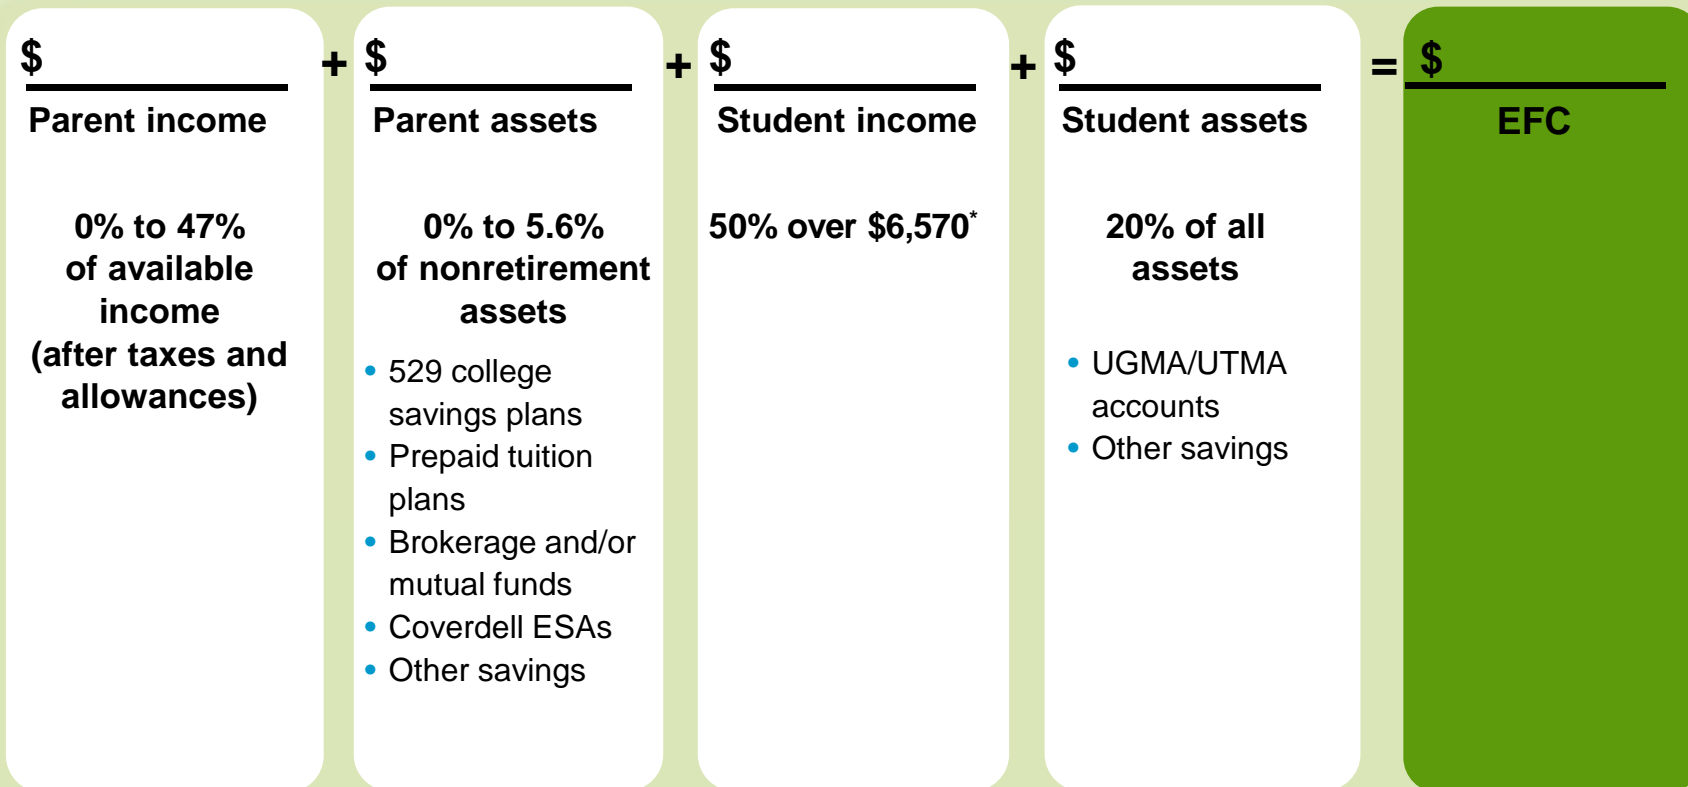 $ + $ + $ + $ = $
Parent income
0% to 47%
of available
income
(after taxes and
allowances)
Parent assets
0% to 5.6%
of nonretirement
assets
• 529 college
savings plans
• Prepaid tuition
plans
• Brokerage and/or
mutual funds
• Coverdell ESAs
• Other savings
Student income
50% over $6,570*
Student assets
20% of all
assets
• UGMA/UTMA
accounts
• Other savings
EFC